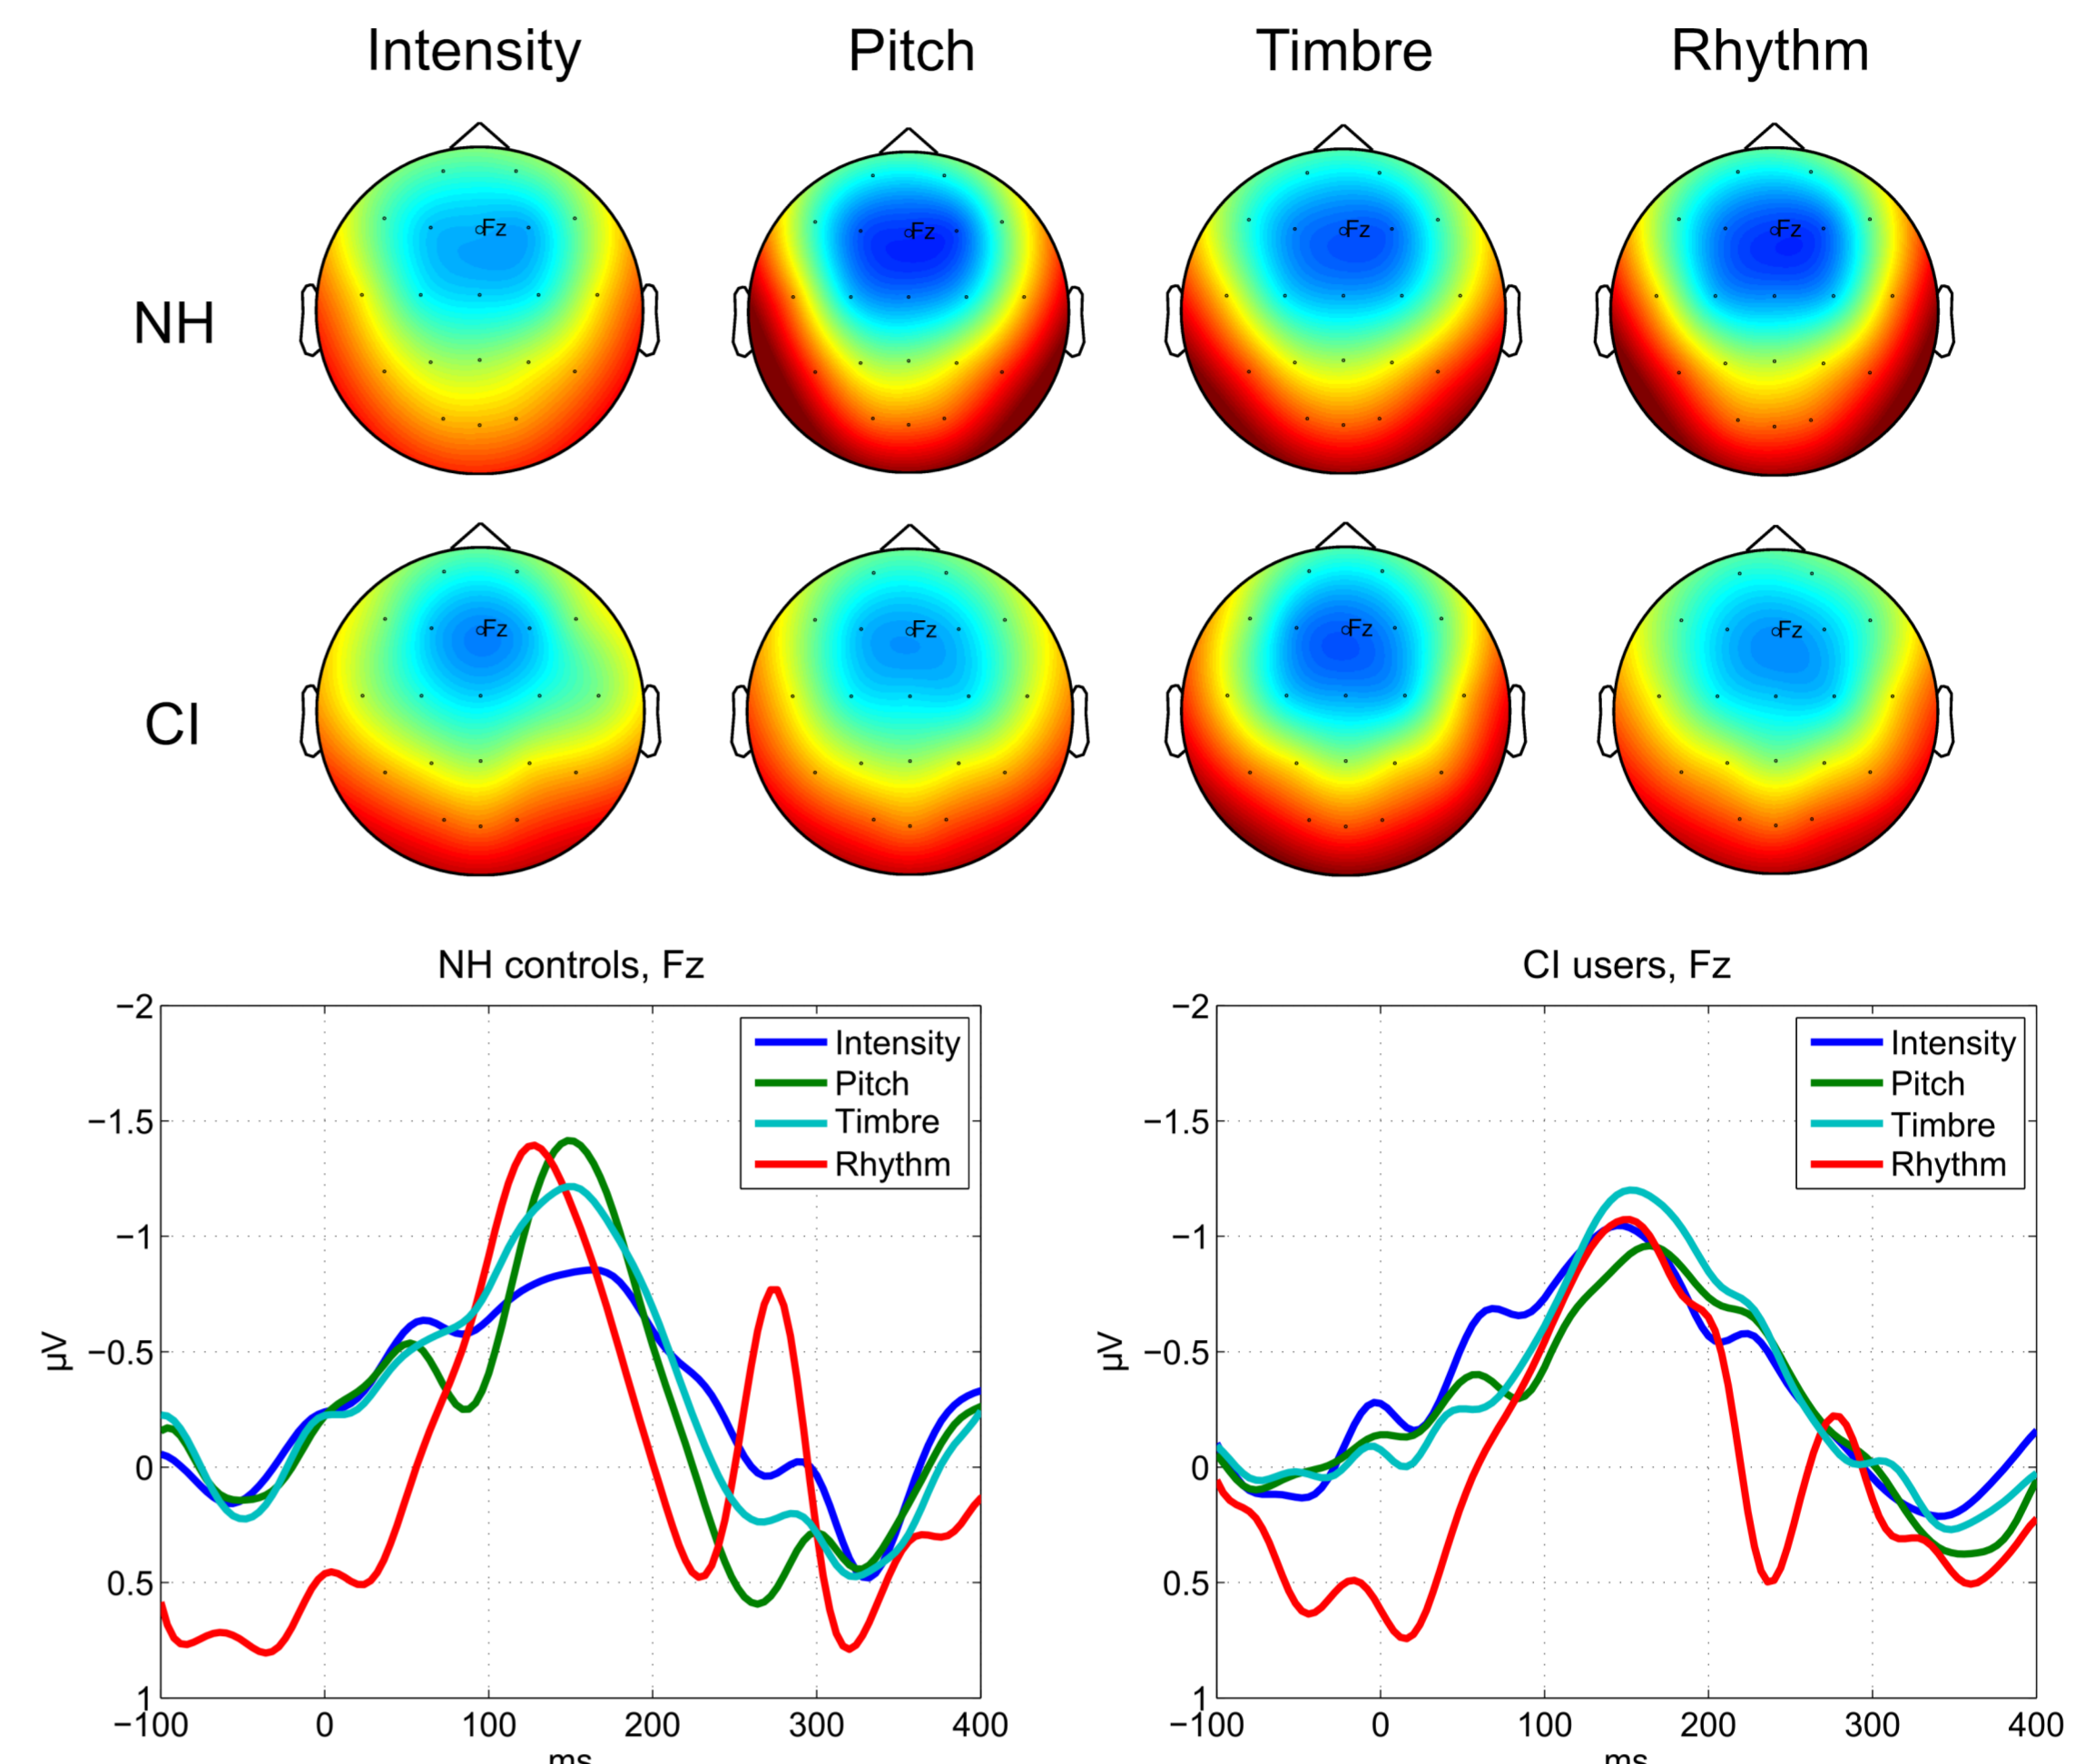 Intensity Pitch Timbre Rhythm
NH
Fz Fz Fz Fz
CI
Fz Fz Fz Fz
NH controls, Fz
−2
−1.5
−1
−0.5
0
0.5
1
µV
−100 0 100 200 300 400
ms
Intensity
Pitch
Timbre
Rhythm
CI users, Fz
−2
−1.5
−1
−0.5
0
0.5
1
µV
−100 0 100 200 300 400
ms
Intensity
Pitch
Timbre
Rhythm